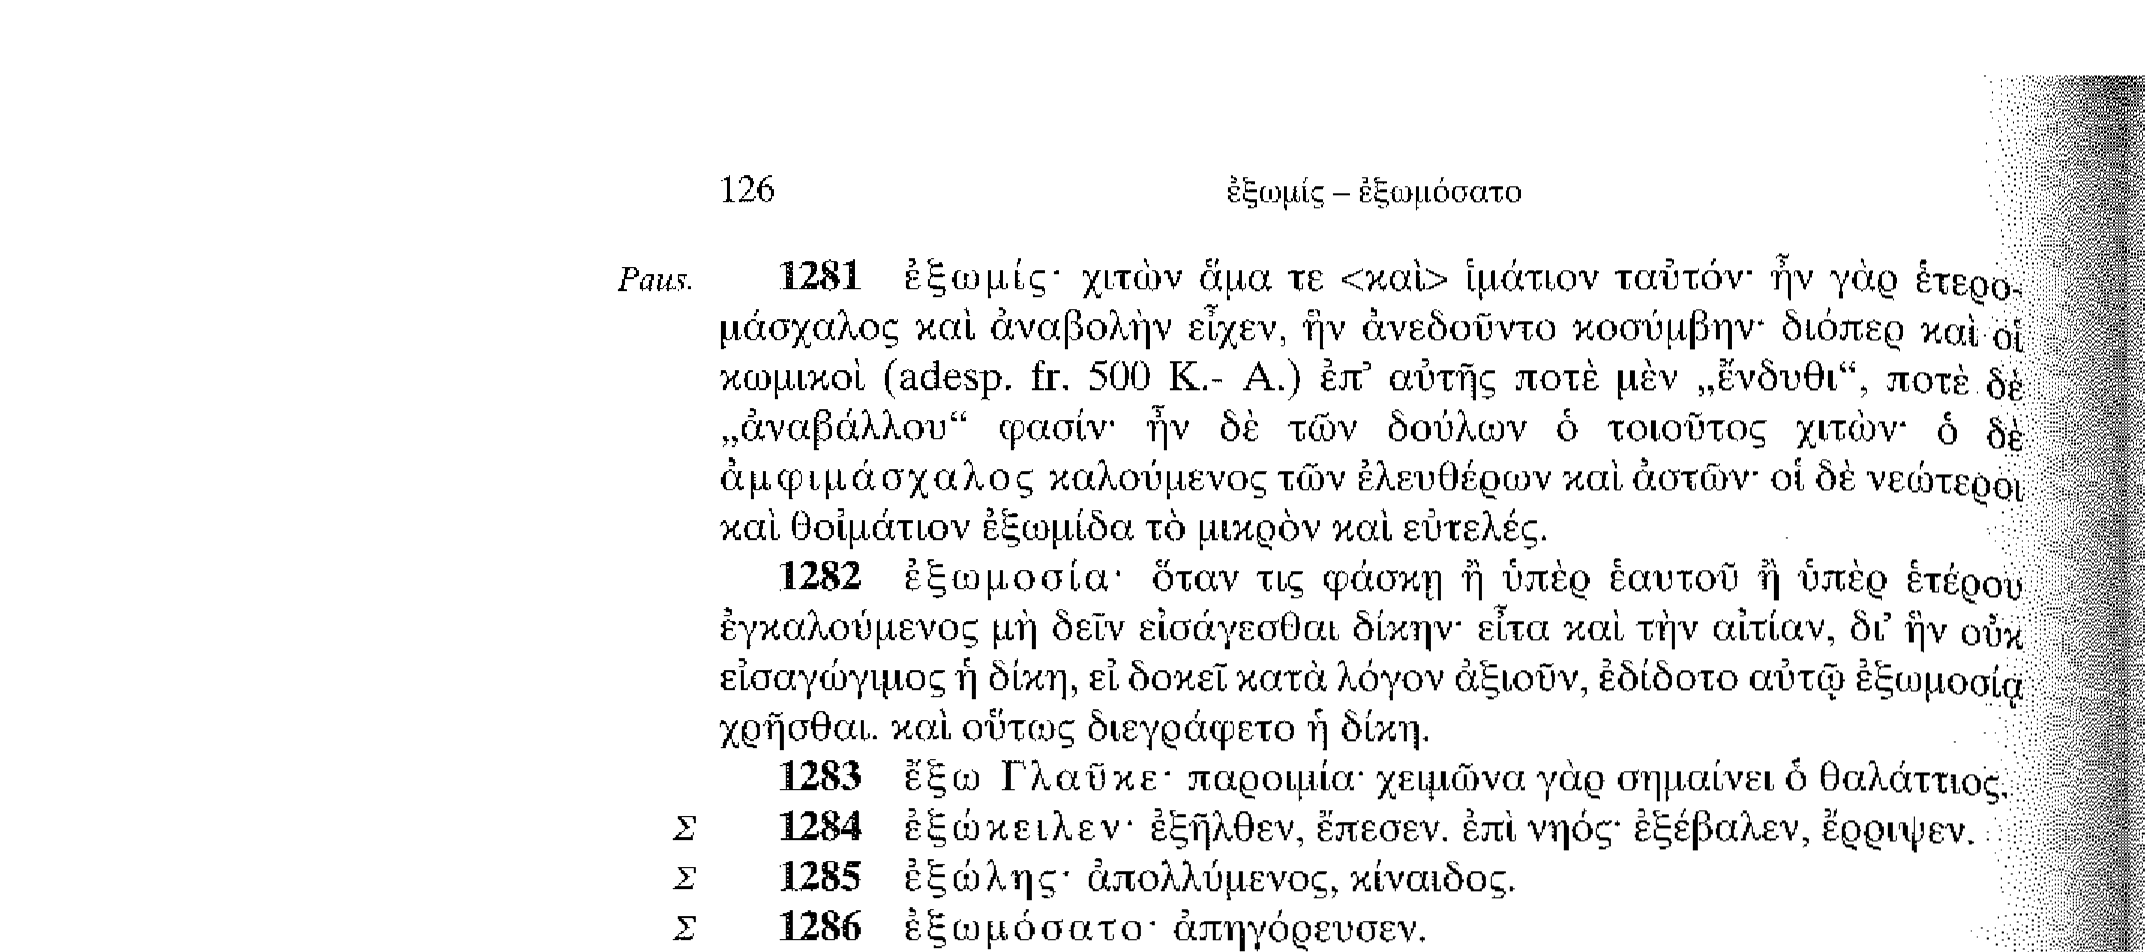 126 ἐξωμίς – ἐξωμόσατο
Paus. 1281 ἐξωμίς· χιτὼν ἅμα τε <καὶ> ἱμάτιον ταὐτόν· ἦν γὰρ ἑτερο-
μάσχαλος καὶ ἀναβολὴν εἶχεν, ἣν ἀνεδοῦντο κοσύμβην· διόπερ καὶ οἱ
κωμικοὶ (adesp. fr. 500 K.- A.) ἐπ’ αὐτῆς ποτὲ μὲν „ἔνδυθι“, ποτὲ δὲ
„ἀναβάλλου“ φασίν· ἦν δὲ τῶν δούλων ὁ τοιοῦτος χιτὼν· ὁ δὲ
ἀμφιμάσχαλος καλούμενος τῶν ἐλευθέρων καὶ ἀστῶν· οἱ δὲ νεώτεροι
καὶ θοἰμάτιον ἐξωμίδα τὸ μικρὸν καὶ εὐτελές.
1282 ἐξωμοσία· ὅταν τις φάσκῃ ἢ ὑπὲρ ἑαυτοῦ ἢ ὑπὲρ ἑτέρου
ἐγκαλούμενος μὴ δεῖν εἰσάγεσθαι δίκην· εἶτα καὶ τὴν αἰτίαν, δι’ ἣν οὐκ
εἰσαγώγιμος ἡ δίκη, εἰ δοκεῖ κατὰ λόγον ἀξιοῦν, ἐδίδοτο αὐτῷ ἐξωμοσίᾳ
χρῆσθαι. καὶ οὕτως διεγράφετο ἡ δίκη.
1283 ἔξω Γλαῦκε· παροιμία· χειμῶνα γὰρ σημαίνει ὁ θαλάττιος.
Σ 1284 ἐξώκειλεν· ἐξῆλθεν, ἔπεσεν. ἐπὶ νηός· ἐξέβαλεν, ἔρριψεν.
Σ 1285 ἐξώλης· ἀπολλύμενος, κίναιδος.
Σ 1286 ἐξωμόσατο· ἀπηγόρευσεν.